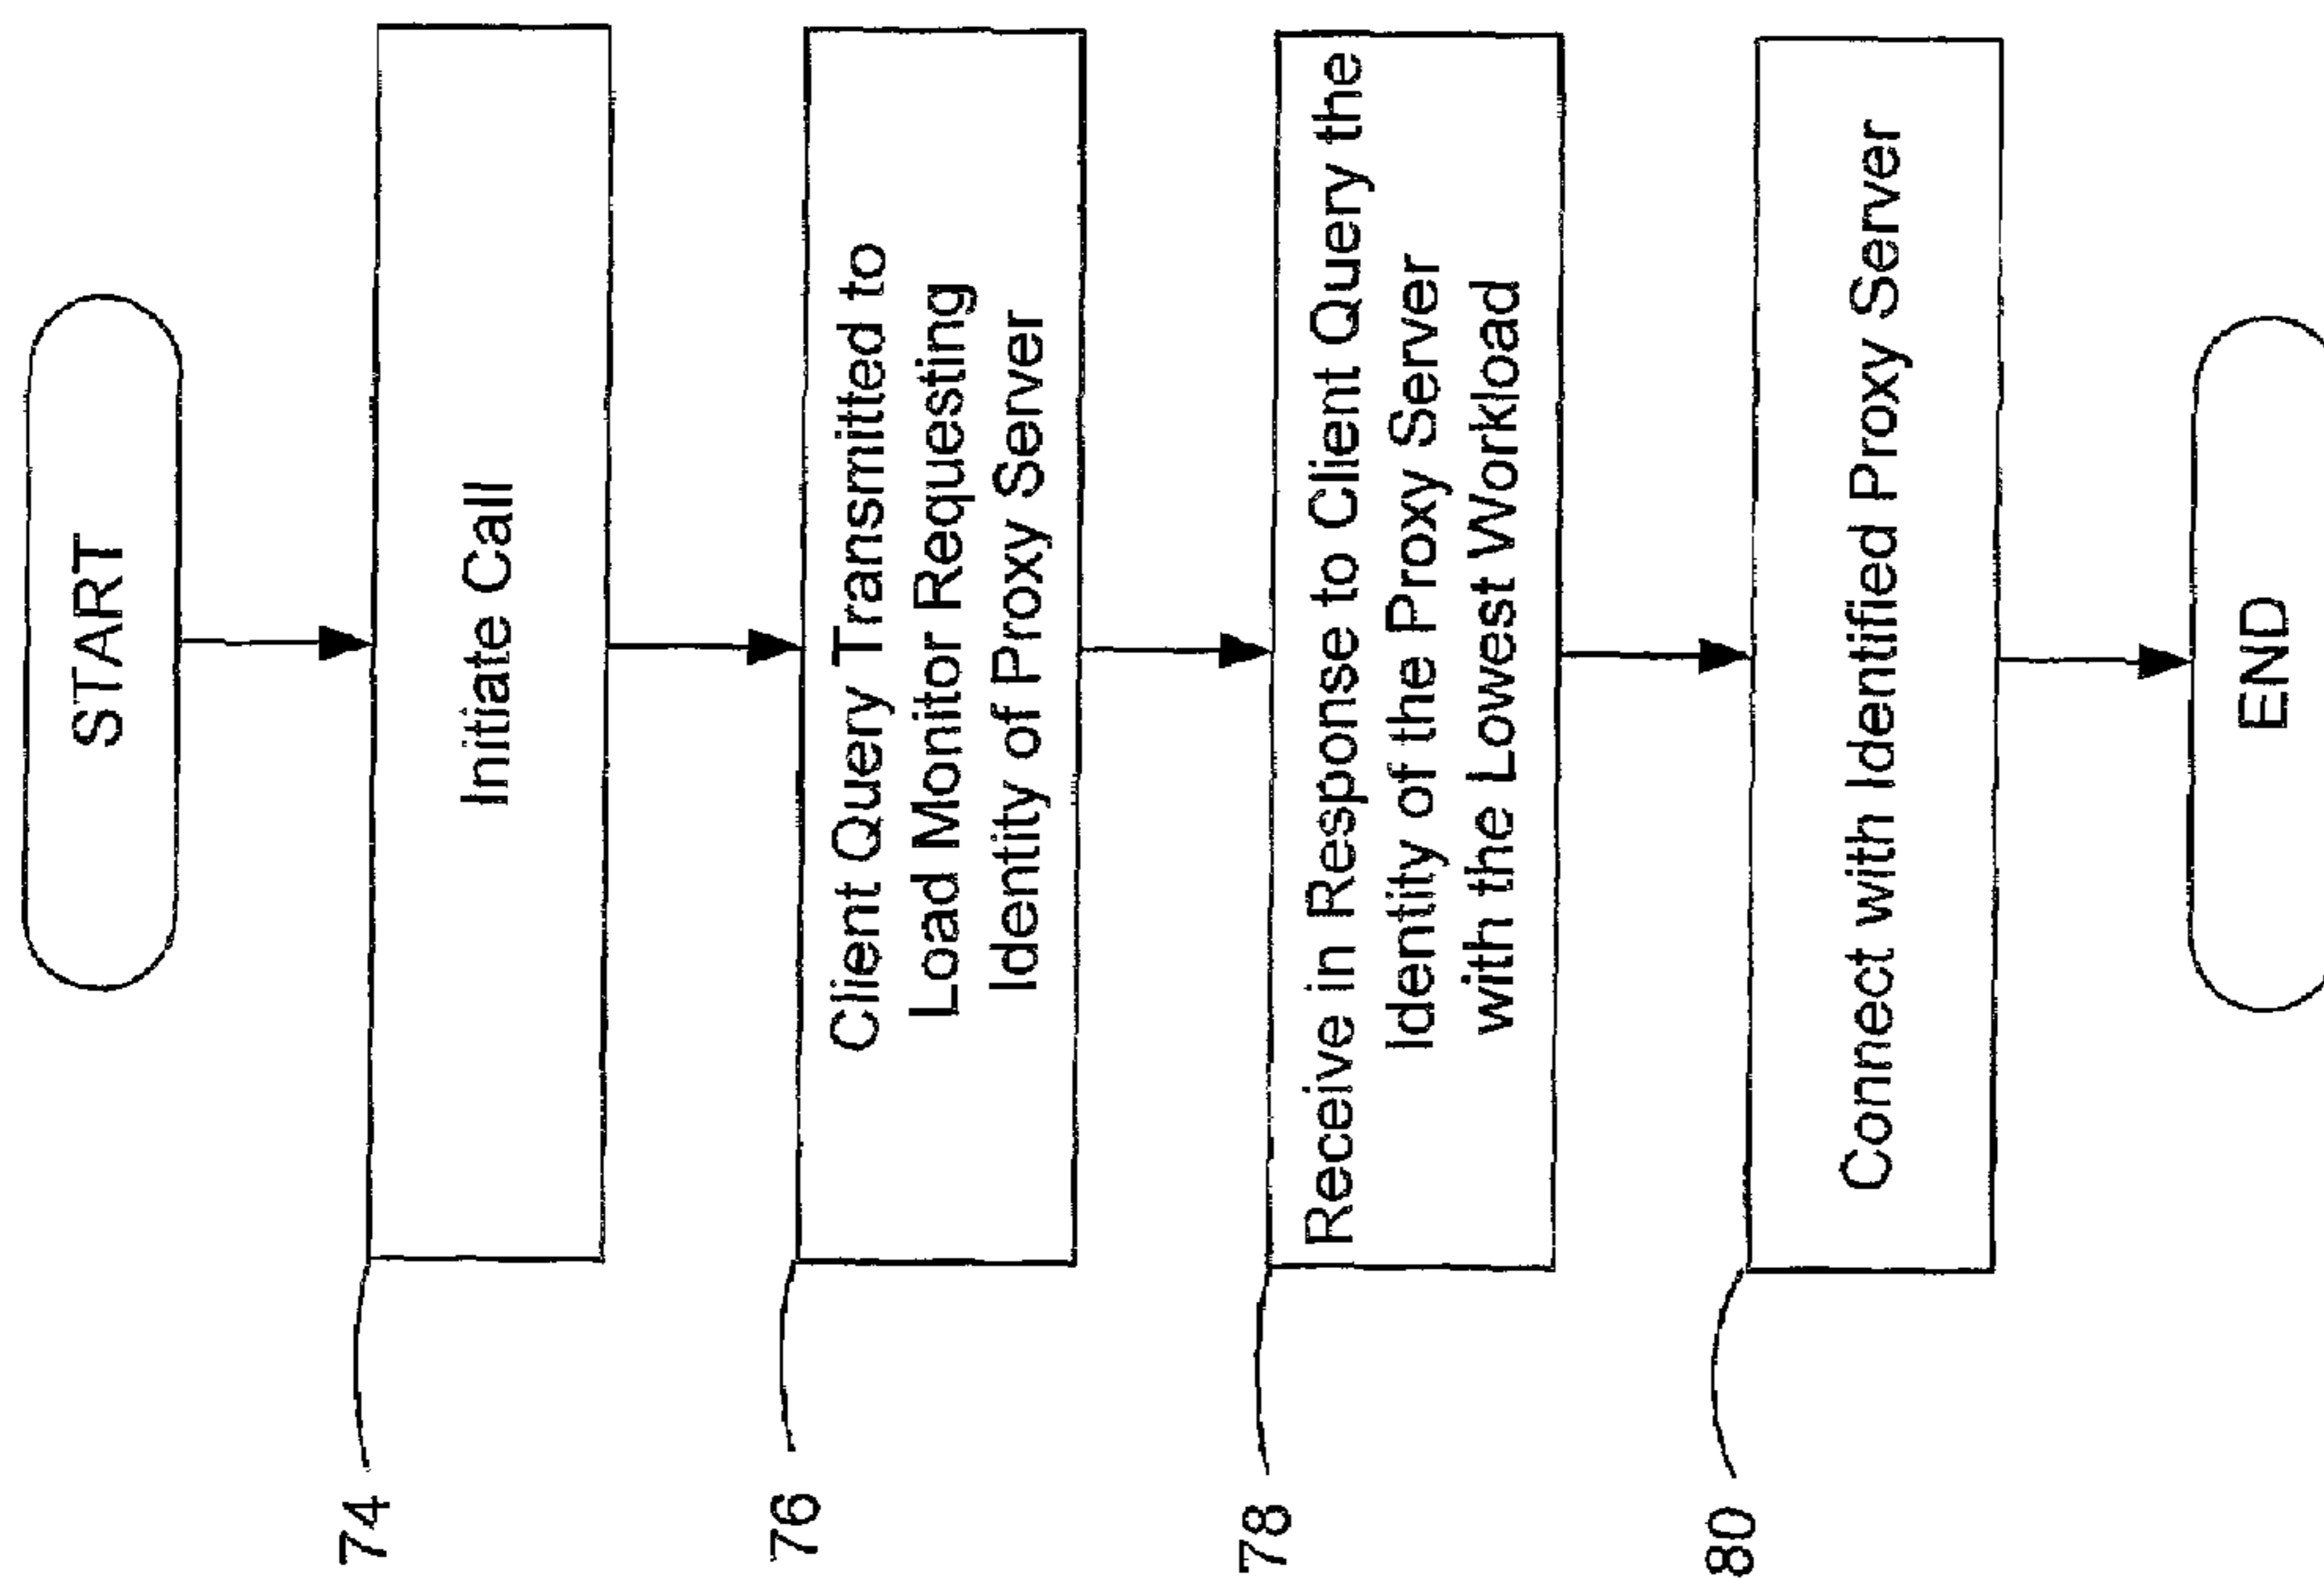 START
74
Initiate Call
76
Client Query Transmitted to
Load Monitor Requesting
Identity of Proxy Server
78
Receive in Response to Client Query the
Identity of the Proxy Server
with the Lowest Workload
80
Connect with Identified Proxy Server
END